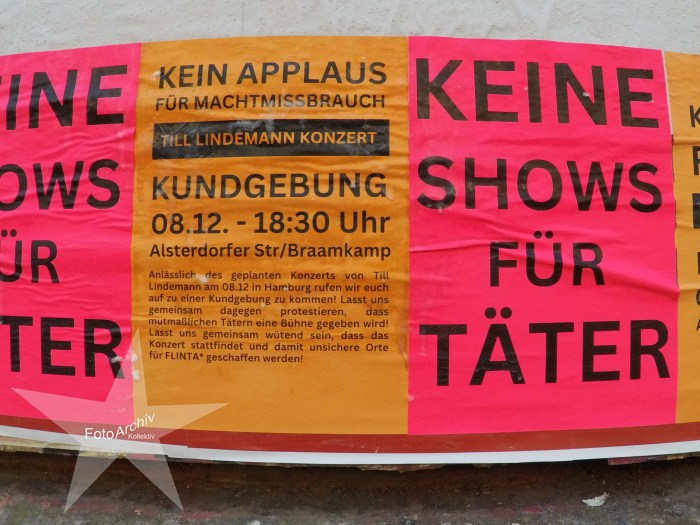 INE
OWS
ÜR
TER
KEIN APPLAUS
FÜR MACHTMISSBRAUCH
TILL LINDEMANN KONZERT
KUNDGEBUNG
08.12. - 18:30 Uhr
Alsterdorfer Str/Braamkamp
Anlässlich des geplanten Konzerts von Till
Lindemann am 08.12 in Hamburg rufen wir euch
auf zu einer Kundgebung zu kommen! Lasst uns
gemeinsam dagegen protestieren, dass
mutmaßlichen Tätern eine Bühne gegeben wird!
Lasst uns gemeinsam wütend sein, dass das
Konzert stattfindet und damit unsichere Orte
für FLINTA* geschaffen werden!
KEINE
SHOWS
FÜR
TÄTER
FotoArchiv
Kollektiv